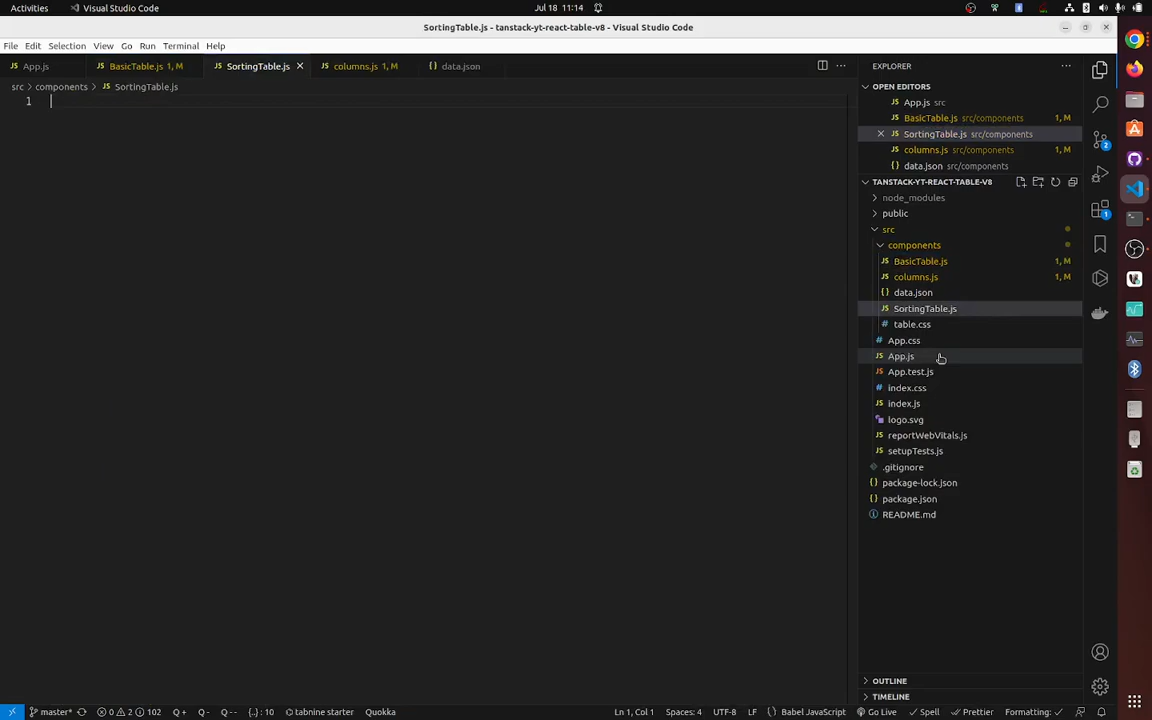 Activities
Visual Studio Code
Jul 18 11:14
SortingTable.js - tanstack-yt-react-table-v8 - Visual Studio Code
File Edit Selection View Go Run Terminal Help
App.js
BasicTable.js 1, M
SortingTable.js
columns.js 1, M
data.json
src > components > SortingTable.js
1
EXPLORER
OPEN EDITORS
App.js src
BasicTable.js src/components 1, M
SortingTable.js src/components
columns.js src/components 1, M
data.json src/components
TANSTACK-YT-REACT-TABLE-V8
node_modules
public
src
components
BasicTable.js 1, M
columns.js 1, M
data.json
SortingTable.js
table.css
App.css
App.js
App.test.js
index.css
index.js
logo.svg
reportWebVitals.js
setupTests.js
.gitignore
package-lock.json
package.json
README.md
OUTLINE
TIMELINE
2
1
master* 0 2 102 Q+ Q- Q-- {..} : 10 tabnine starter Quokka Ln 1, Col 1 Spaces: 4 UTF-8 LF Babel JavaScript Go Live Spell Prettier Formatting: ✓